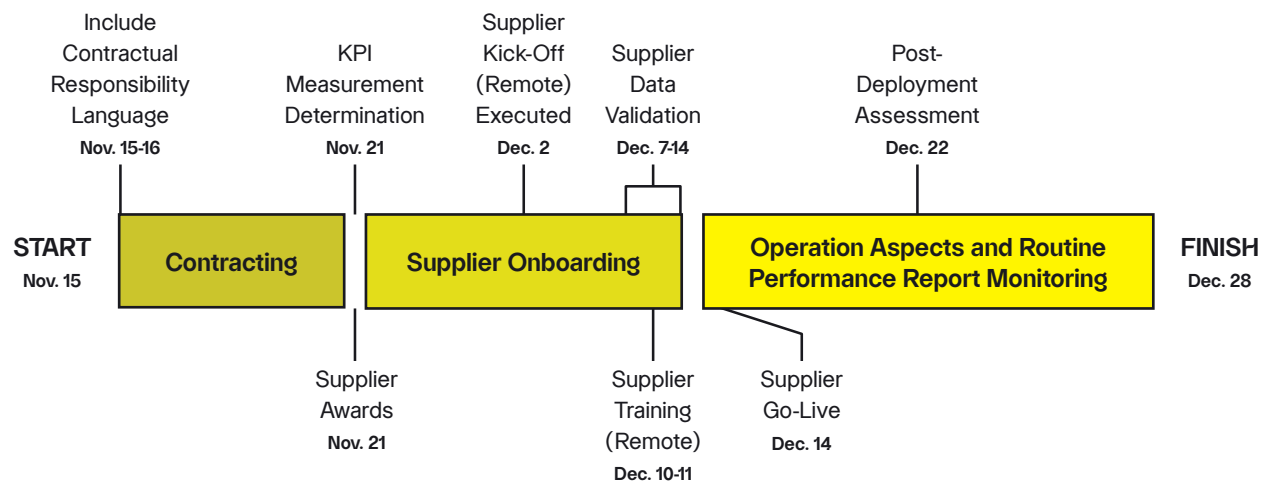 Include
Contractual
Responsibility
Language
Nov. 15-16
KPI
Measurement
Determination
Nov. 21
Supplier
Kick-Off
(Remote)
Executed
Dec. 2
Supplier
Data
Validation
Dec. 7-14
Post-
Deployment
Assessment
Dec. 22
START
Nov. 15
Contracting
Supplier Onboarding
Operation Aspects and Routine
Performance Report Monitoring
FINISH
Dec. 28
Supplier
Awards
Nov. 21
Supplier
Training
(Remote)
Dec. 10-11
Supplier
Go-Live
Dec. 14